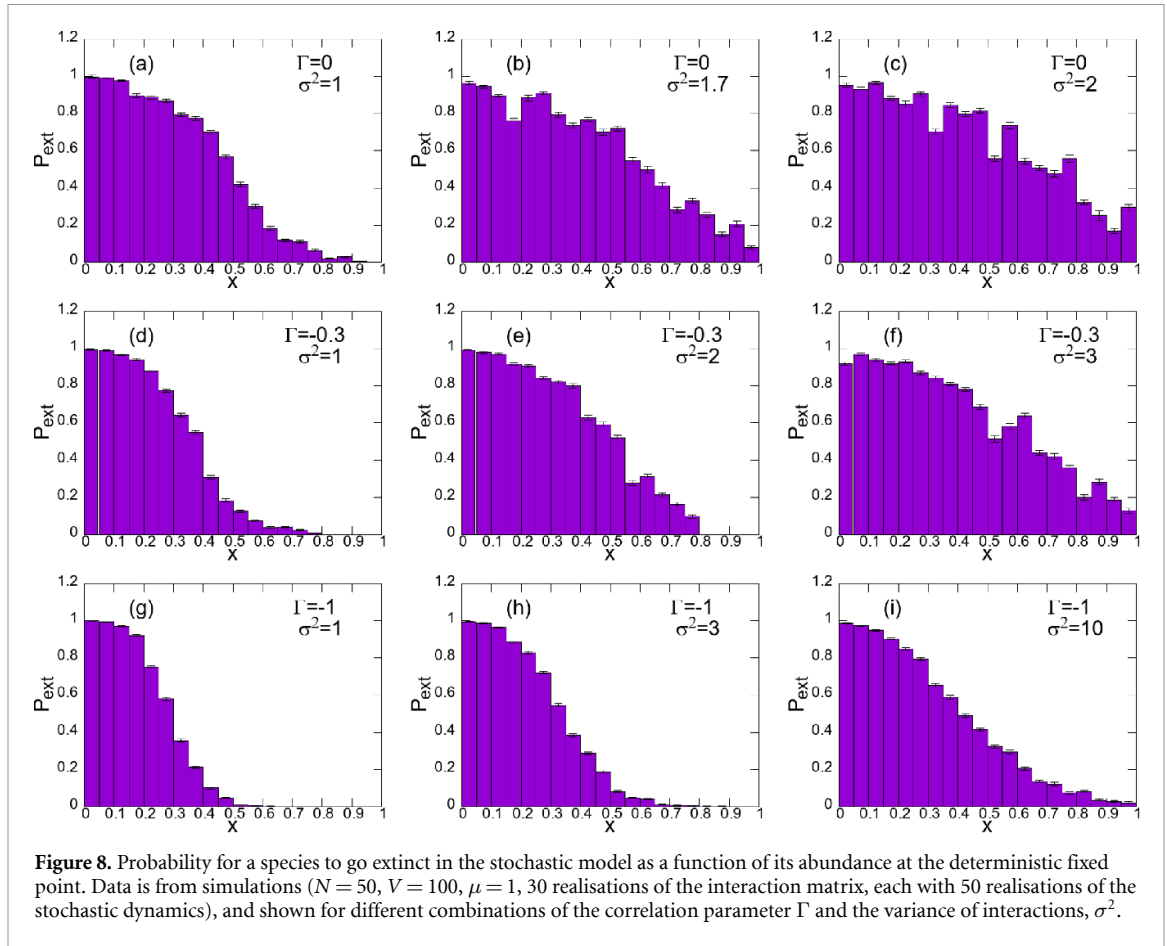 1.2
1
0.8
0.6
0.4
0.2
0
P_ext
(a)
Γ=0
σ²=1
0 0.1 0.2 0.3 0.4 0.5 0.6 0.7 0.8 0.9 1
x
1.2
1
0.8
0.6
0.4
0.2
0
P_ext
(b)
Γ=0
σ²=1.7
0 0.1 0.2 0.3 0.4 0.5 0.6 0.7 0.8 0.9 1
x
1.2
1
0.8
0.6
0.4
0.2
0
P_ext
(c)
Γ=0
σ²=2
0 0.1 0.2 0.3 0.4 0.5 0.6 0.7 0.8 0.9 1
x
1.2
1
0.8
0.6
0.4
0.2
0
P_ext
(d)
Γ=-0.3
σ²=1
0 0.1 0.2 0.3 0.4 0.5 0.6 0.7 0.8 0.9 1
x
1.2
1
0.8
0.6
0.4
0.2
0
P_ext
(e)
Γ=-0.3
σ²=2
0 0.1 0.2 0.3 0.4 0.5 0.6 0.7 0.8 0.9 1
x
1.2
1
0.8
0.6
0.4
0.2
0
P_ext
(f)
Γ=-0.3
σ²=3
0 0.1 0.2 0.3 0.4 0.5 0.6 0.7 0.8 0.9 1
x
1.2
1
0.8
0.6
0.4
0.2
0
P_ext
(g)
Γ=-1
σ²=1
0 0.1 0.2 0.3 0.4 0.5 0.6 0.7 0.8 0.9 1
x
1.2
1
0.8
0.6
0.4
0.2
0
P_ext
(h)
Γ=-1
σ²=3
0 0.1 0.2 0.3 0.4 0.5 0.6 0.7 0.8 0.9 1
x
1.2
1
0.8
0.6
0.4
0.2
0
P_ext
(i)
Γ=-1
σ²=10
0 0.1 0.2 0.3 0.4 0.5 0.6 0.7 0.8 0.9 1
x
Figure 8. Probability for a species to go extinct in the stochastic model as a function of its abundance at the deterministic fixed
point. Data is from simulations (N = 50, V = 100, μ = 1, 30 realisations of the interaction matrix, each with 50 realisations of the
stochastic dynamics), and shown for different combinations of the correlation parameter Γ and the variance of interactions, σ².